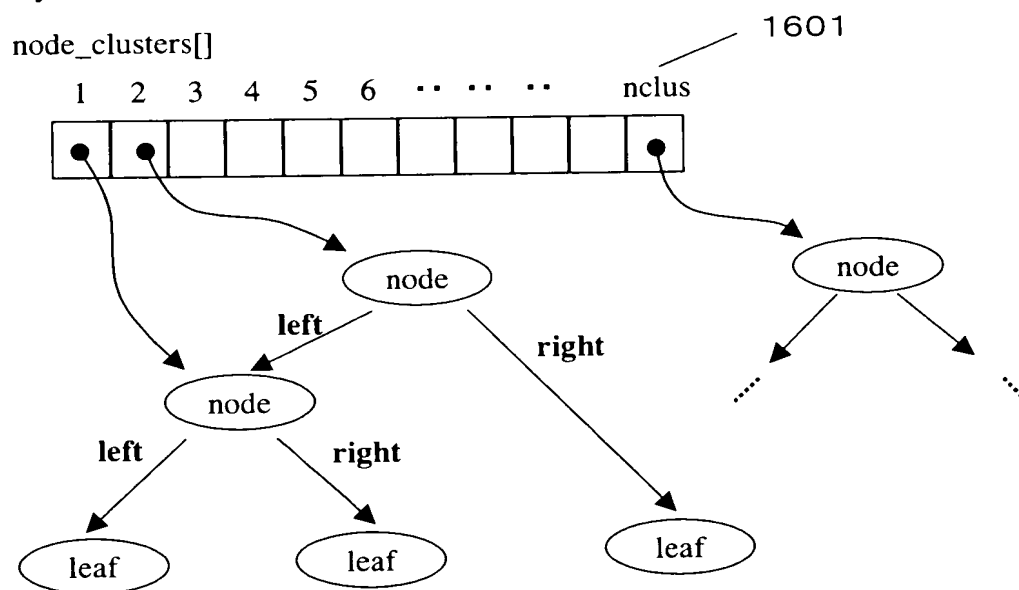 1601
node_clusters[]
1 2 3 4 5 6 ·· ·· ·· nclus
node
node
left
right
node
left
right
leaf
leaf
leaf